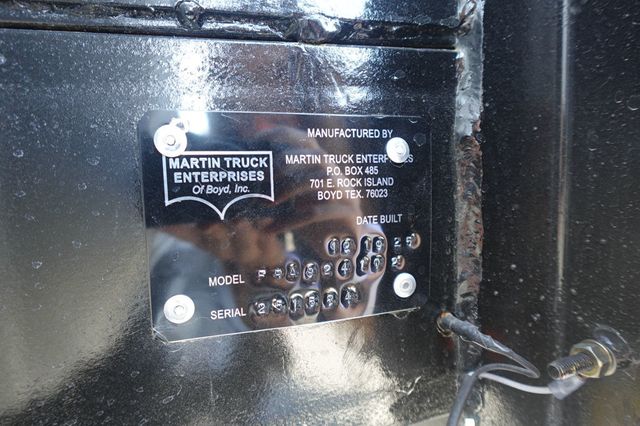 MANUFACTURED BY
MARTIN TRUCK
ENTERPRISES
Of Boyd, Inc.
MARTIN TRUCK
P.O. BOX 485
701 E. ROCK ISLAND
BOYD TEX. 76023
DATE BUILT
MODEL
SERIAL